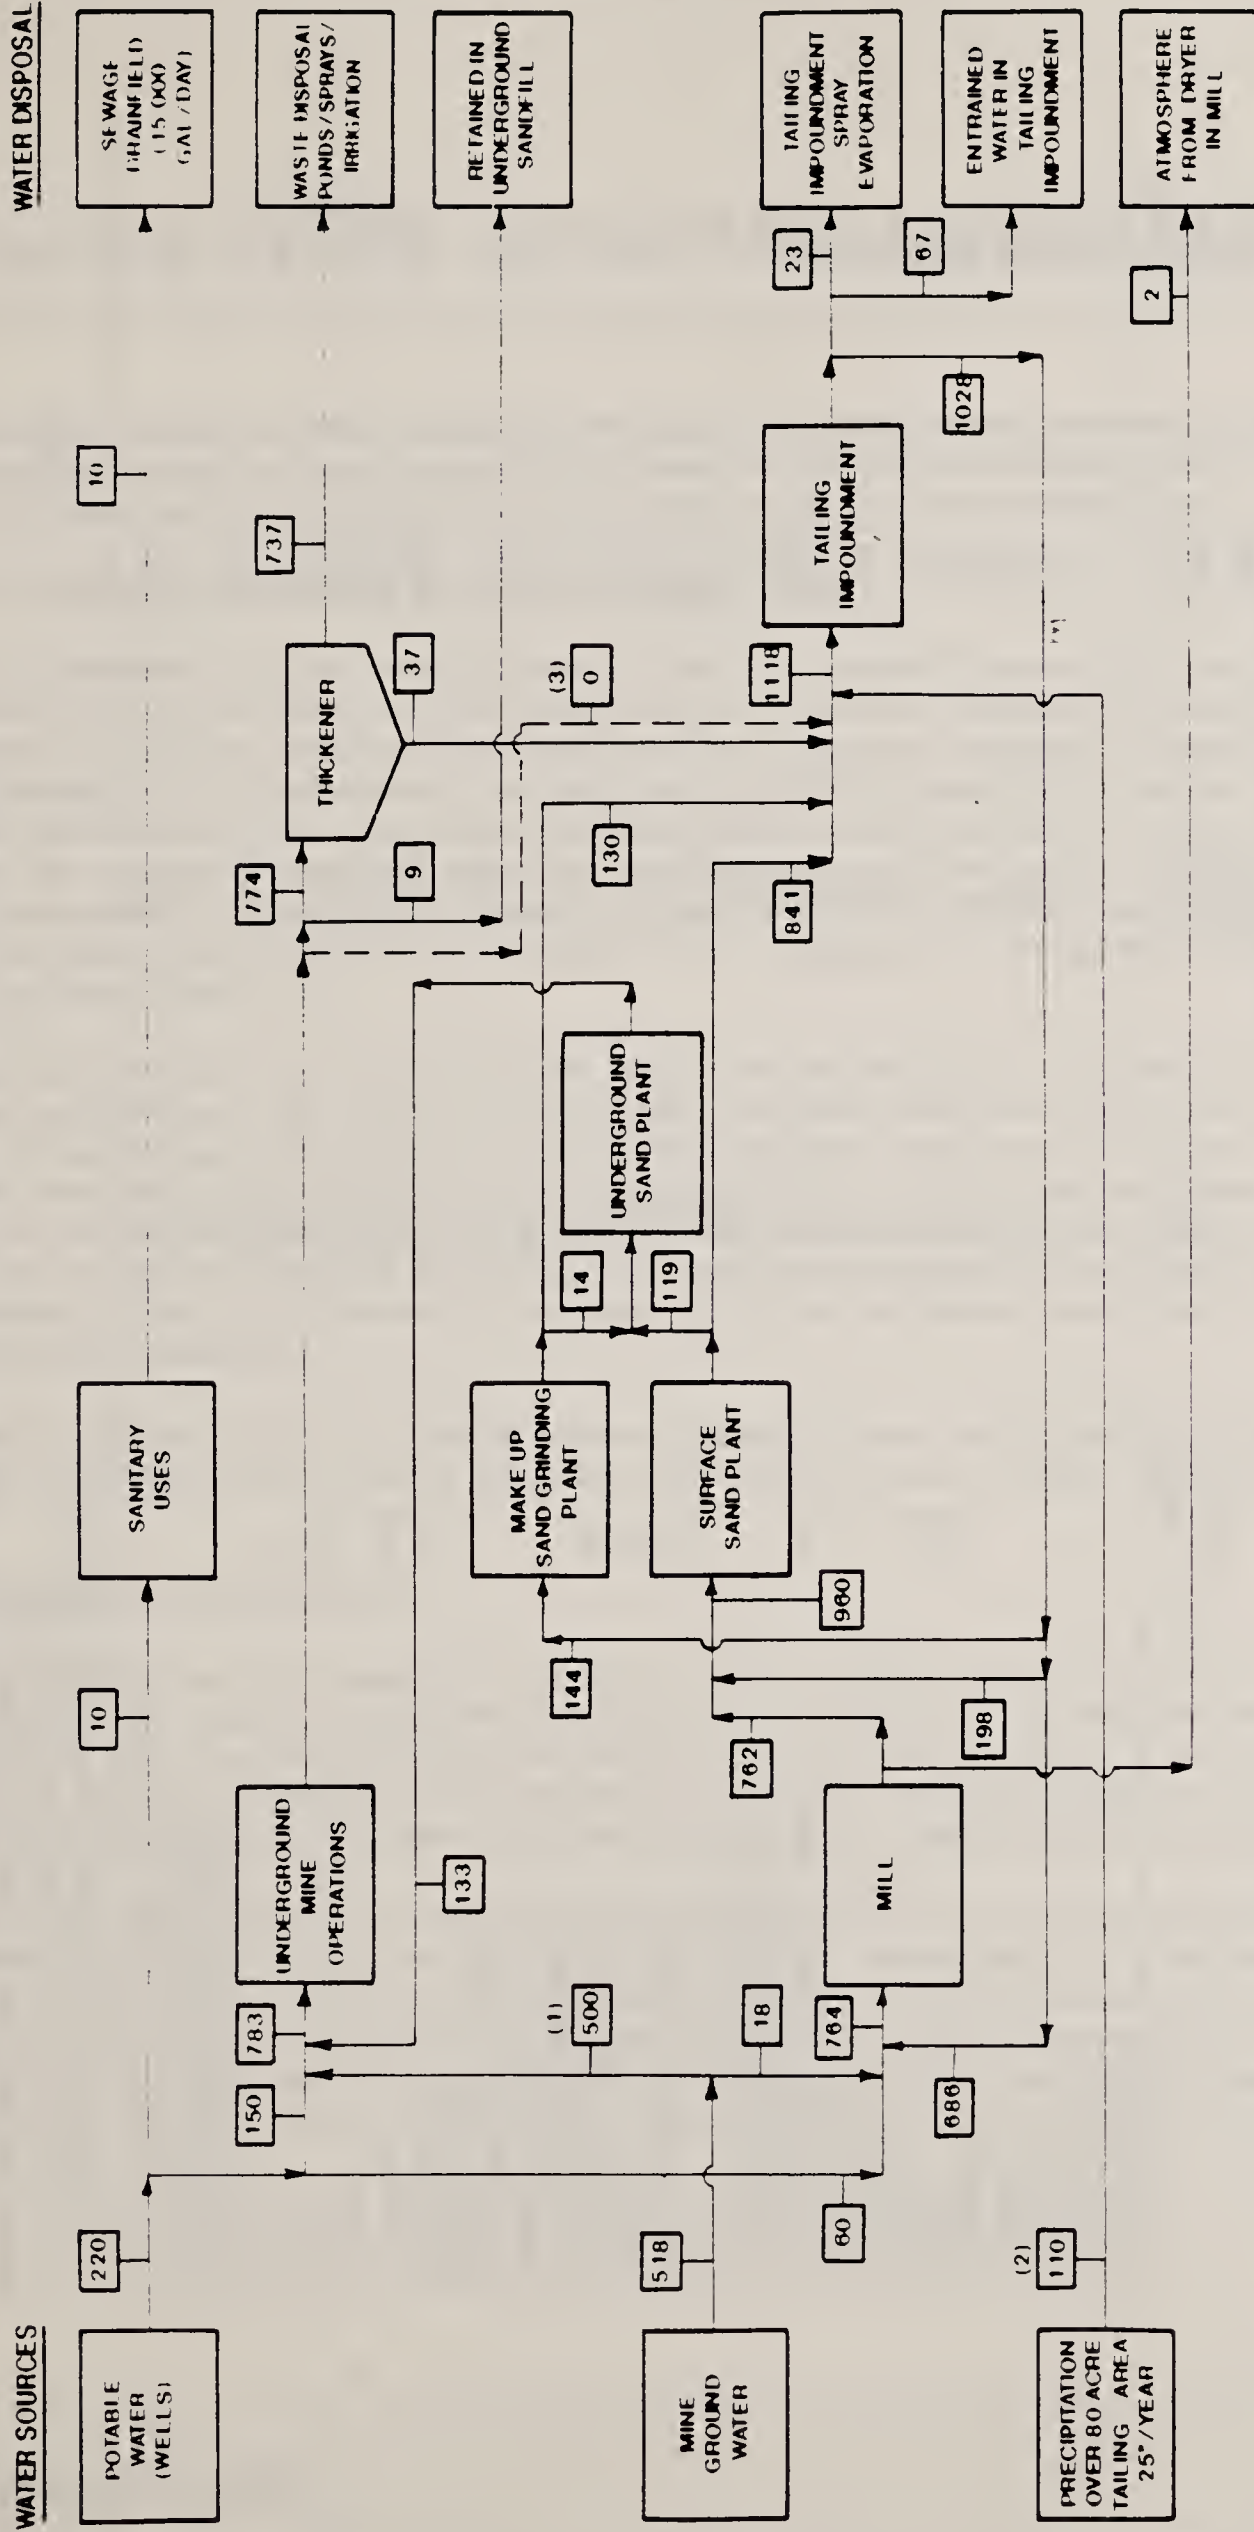 WATER SOURCES
WATER DISPOSAL
POTABLE
WATER
(WELLS)
220
10
SANITARY
USES
10
SEWAGE
DRAINFIELD
(15 000
GAL / DAY)
150
783
UNDERGROUND
MINE
OPERATIONS
774
THICKENER
737
WASTE DISPOSAL
PONDS / SPRAYS /
IRRIGATION
133
9
37
RETAINED IN
UNDERGROUND
SANDFILL
(1)
500
144
MAKE UP
SAND GRINDING
PLANT
14
UNDERGROUND
SAND PLANT
119
130
(3)
0
MINE
GROUND
WATER
518
18
762
960
SURFACE
SAND PLANT
841
1118
TAILING
IMPOUNDMENT
23
TAILING
IMPOUNDMENT
SPRAY
EVAPORATION
60
764
MILL
686
198
1028
67
ENTRAINED
WATER IN
TAILING
IMPOUNDMENT
PRECIPITATION
OVER 80 ACRE
TAILING AREA
25"/YEAR
(2)
110
2
ATMOSPHERE
FROM DRYER
IN MILL